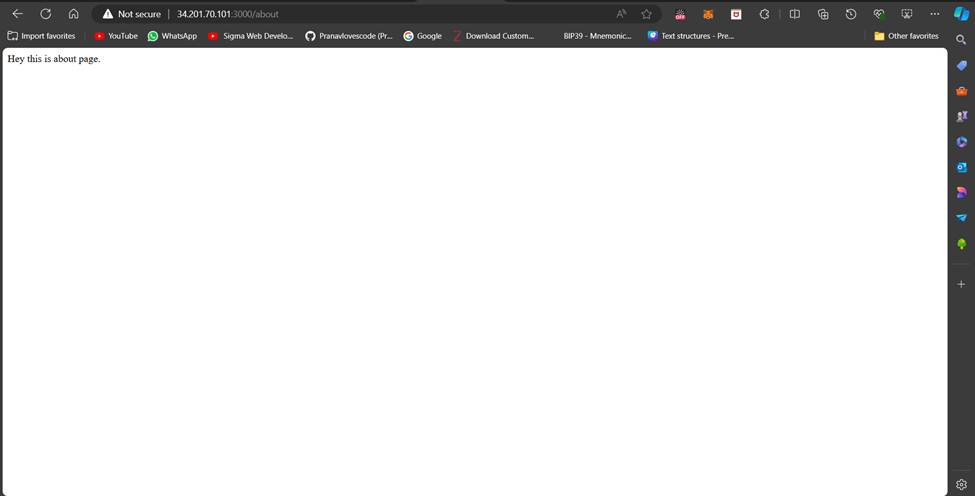 Not secure 34.201.70.101:3000/about
Import favorites YouTube WhatsApp Sigma Web Develo... Pranavlovescode (Pr... Google Download Custom... BIP39 - Mnemonic... Text structures - Pre... Other favorites
Hey this is about page.